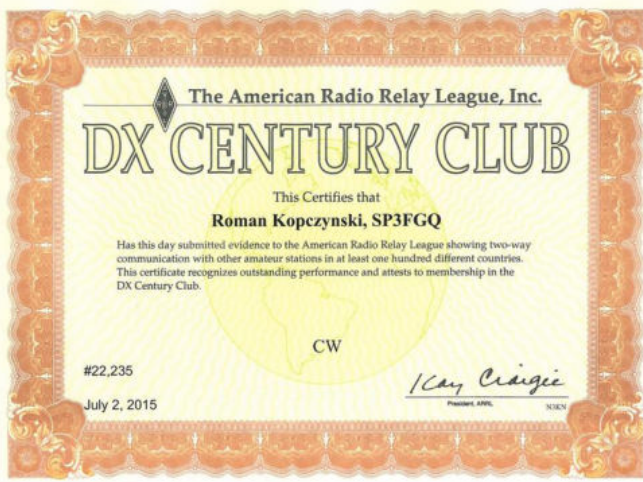 The American Radio Relay League, Inc.
DX CENTURY CLUB
This Certifies that
Roman Kopczynski, SP3FGQ
Has this day submitted evidence to the American Radio Relay League showing two-way
communication with other amateur stations in at least one hundred different countries.
This certificate recognizes outstanding performance and attests to membership in the
DX Century Club.
CW
#22,235
Kay Craigie
July 2, 2015
President, ARRL
N3KN